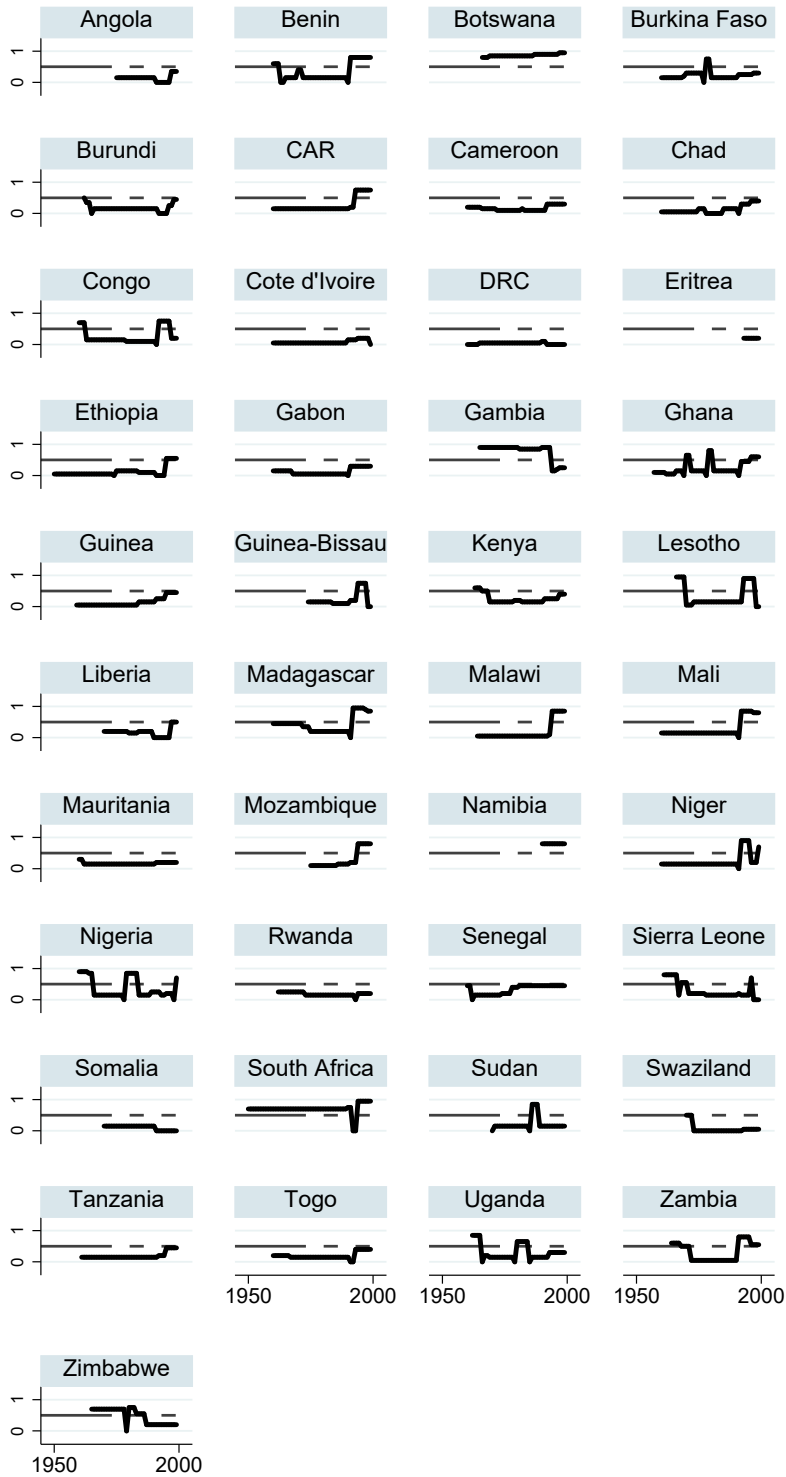 Angola Benin Botswana Burkina Faso
0 1
Burundi CAR Cameroon Chad
0 1
Congo Cote d'Ivoire DRC Eritrea
0 1
Ethiopia Gabon Gambia Ghana
0 1
Guinea Guinea-Bissau Kenya Lesotho
0 1
Liberia Madagascar Malawi Mali
0 1
Mauritania Mozambique Namibia Niger
0 1
Nigeria Rwanda Senegal Sierra Leone
0 1
Somalia South Africa Sudan Swaziland
0 1
Tanzania Togo Uganda Zambia
0 1
1950 2000 1950 2000 1950 2000
Zimbabwe
0 1
1950 2000